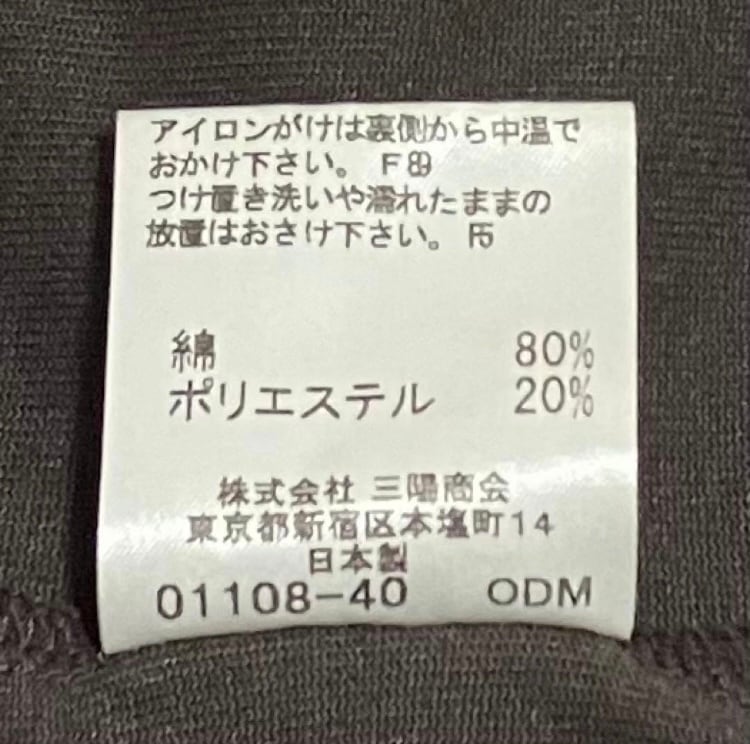 アイロンがけは裏側から中温で
おかけ下さい。 F89
つけ置き洗いや濡れたままの
放置はおさけ下さい。 F5
綿 80%
ポリエステル 20%
株式会社 三陽商会
東京都新宿区本塩町14
日本製
01108-40 ODM